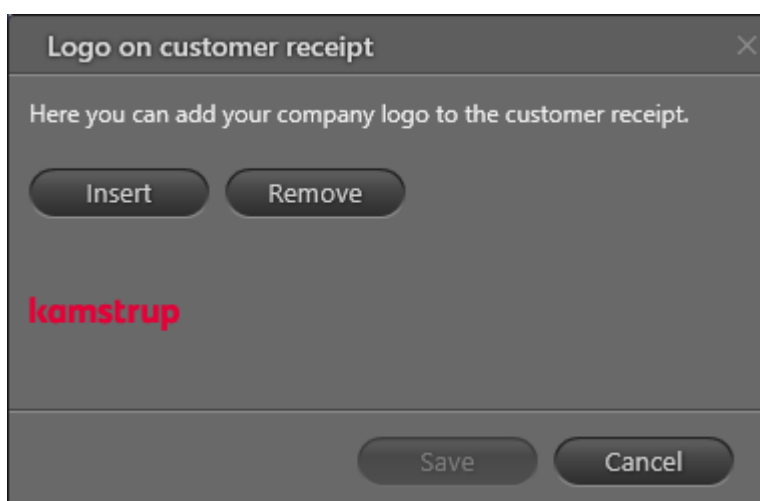 Logo on customer receipt
Here you can add your company logo to the customer receipt.
Insert Remove
kamstrup
Save Cancel